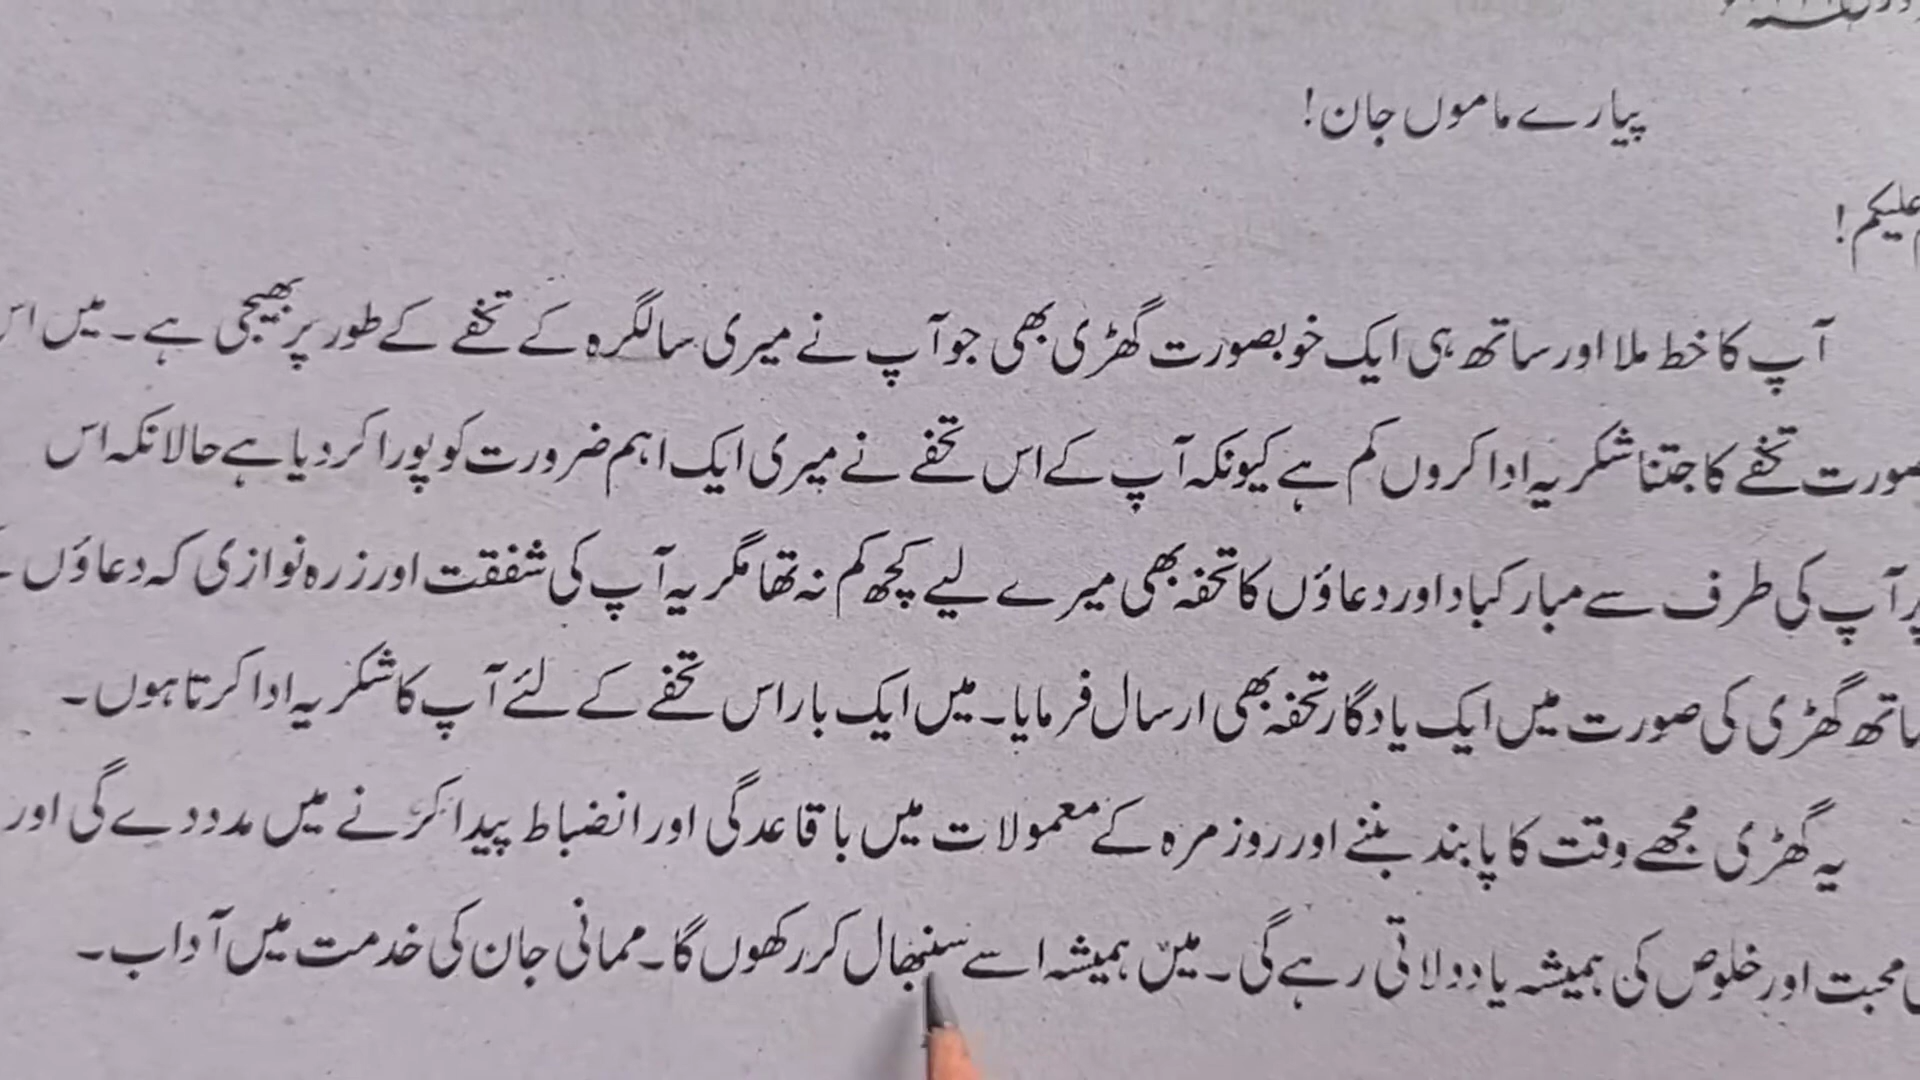 پیارے ماموں جان!
علیکم!
آپ کا خط ملا اور ساتھ ہی ایک خوبصورت گھڑی بھی جو آپ نے میری سالگرہ کے تحفے کے طور پر بھیجی ہے۔ میں اس
صورت تحفے کا جتنا شکریہ ادا کروں کم ہے کیونکہ آپ کے اس تحفے نے میری ایک اہم ضرورت کو پورا کر دیا ہے حالانکہ اس
پر آپ کی طرف سے مبارکباد اور دعاؤں کا تحفہ بھی میرے لیے کچھ کم نہ تھا مگر یہ آپ کی شفقت اور زرہ نوازی کہ دعاؤں
ساتھ گھڑی کی صورت میں ایک یادگار تحفہ بھی ارسال فرمایا۔ میں ایک بار اس تحفے کے لئے آپ کا شکریہ ادا کرتا ہوں۔
یہ گھڑی مجھے وقت کا پابند بننے اور روزمرہ کے معمولات میں باقاعدگی اور انضباط پیدا کرنے میں مدد دے گی اور
محبت اور خلوص کی ہمیشہ یاد دلاتی رہے گی۔ میں ہمیشہ اسے سنبھال کر رکھوں گا۔ ممانی جان کی خدمت میں آداب۔